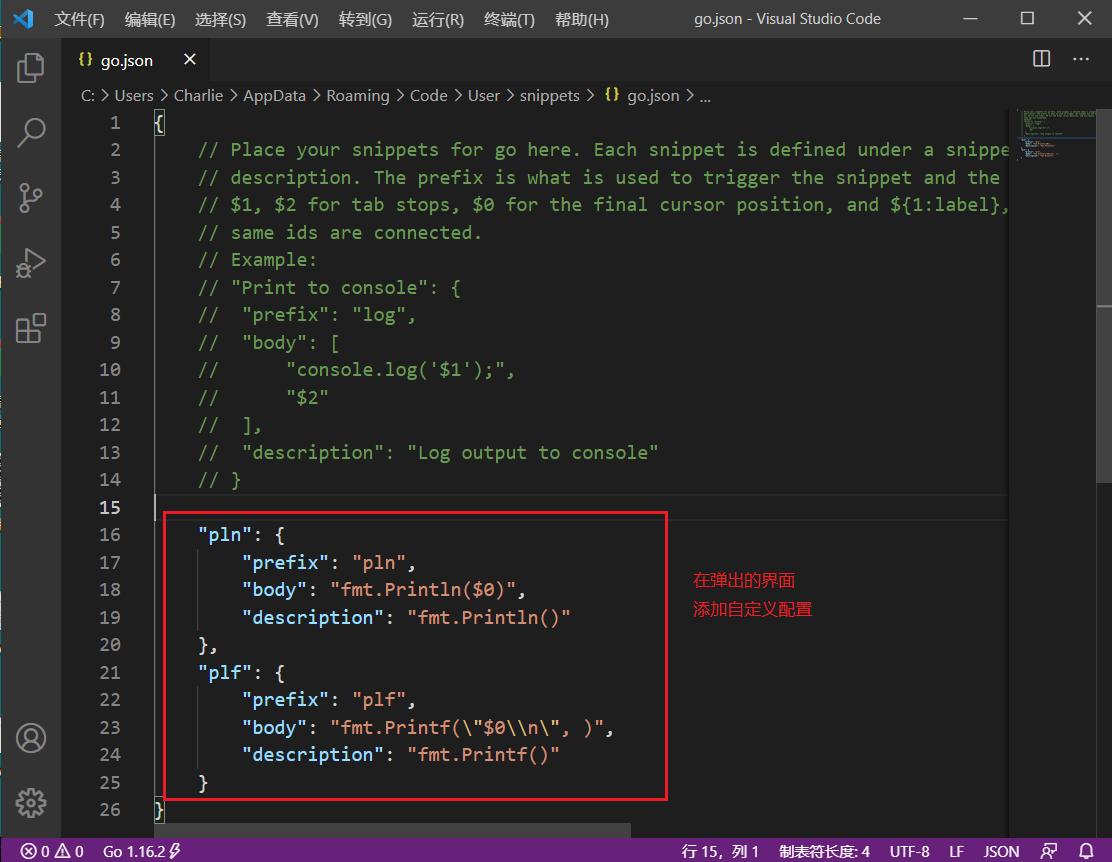 文件(F) 编辑(E) 选择(S) 查看(V) 转到(G) 运行(R) 终端(T) 帮助(H) go.json - Visual Studio Code
{} go.json
C: > Users > Charlie > AppData > Roaming > Code > User > snippets > {} go.json > ...
1 {
2 // Place your snippets for go here. Each snippet is defined under a snippe
3 // description. The prefix is what is used to trigger the snippet and the
4 // $1, $2 for tab stops, $0 for the final cursor position, and ${1:label},
5 // same ids are connected.
6 // Example:
7 // "Print to console": {
8 // "prefix": "log",
9 // "body": [
10 // "console.log('$1');",
11 // "$2"
12 // ],
13 // "description": "Log output to console"
14 // }
15
16 "pln": {
17 "prefix": "pln",
18 "body": "fmt.Println($0)",
19 "description": "fmt.Println()"
20 },
21 "plf": {
22 "prefix": "plf",
23 "body": "fmt.Printf(\"$0\\n\", )",
24 "description": "fmt.Printf()"
25 }
26 }
在弹出的界面
添加自定义配置
0 0 Go 1.16.2 行 15，列 1 制表符长度: 4 UTF-8 LF JSON